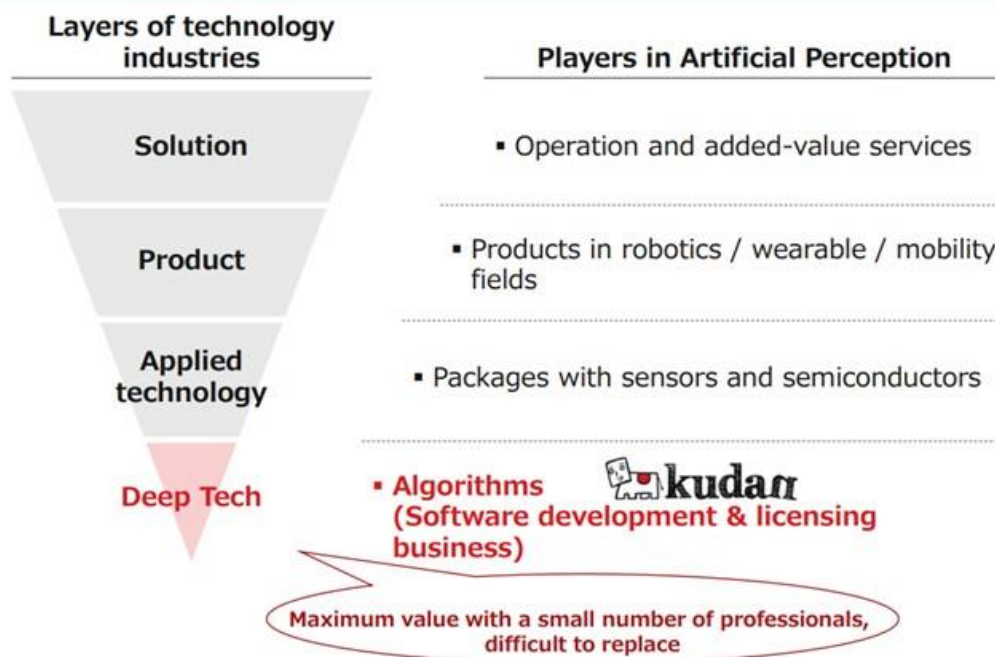 Layers of technology
industries
Players in Artificial Perception
Solution
▪ Operation and added-value services
Product
▪ Products in robotics / wearable / mobility
fields
Applied
technology
▪ Packages with sensors and semiconductors
Deep Tech
▪ Algorithms
kudan
(Software development & licensing
business)
Maximum value with a small number of professionals,
difficult to replace